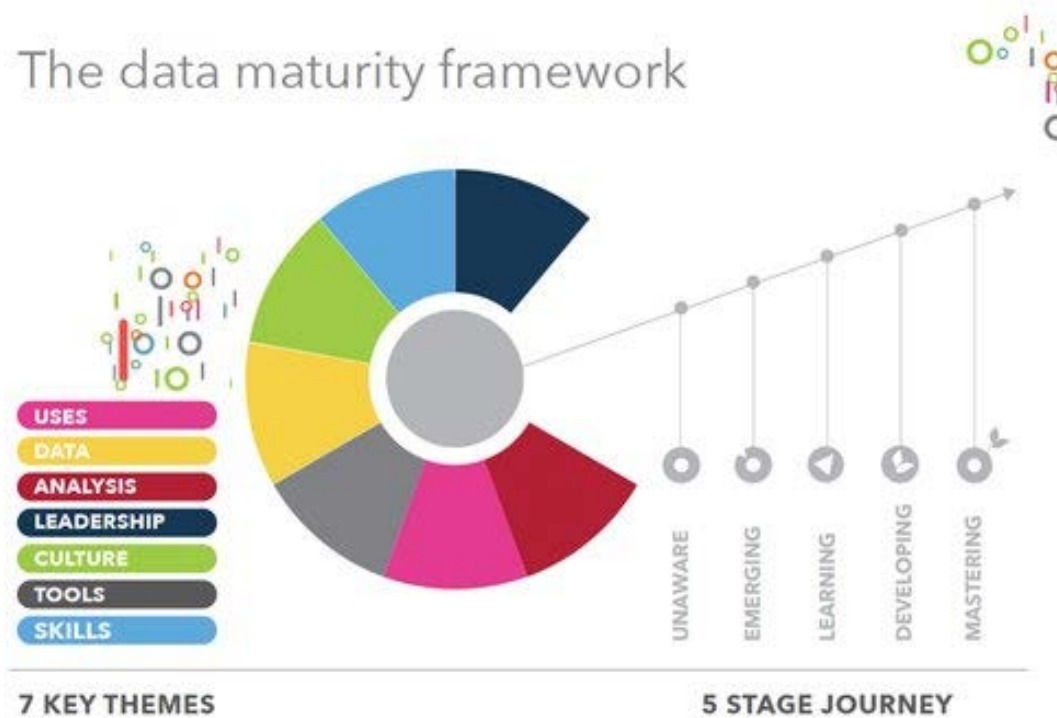 The data maturity framework
USES
DATA
ANALYSIS
LEADERSHIP
CULTURE
TOOLS
SKILLS
UNAWARE
EMERGING
LEARNING
DEVELOPING
MASTERING
7 KEY THEMES
5 STAGE JOURNEY